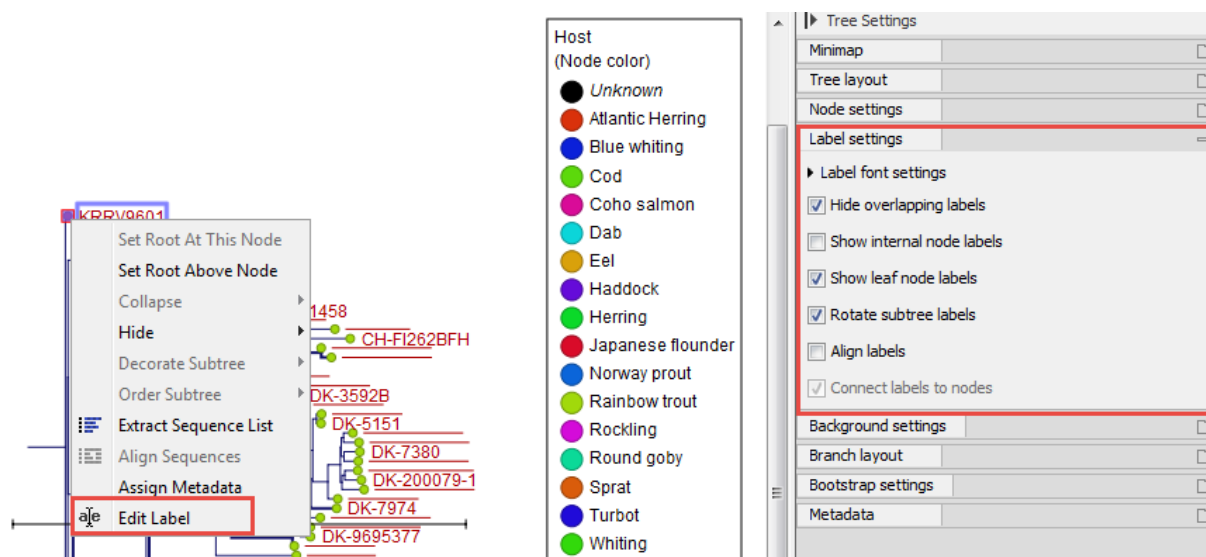 KRRV9601
Set Root At This Node
Set Root Above Node
Collapse
Hide
Decorate Subtree
Order Subtree
Extract Sequence List
Align Sequences
Assign Metadata
Edit Label
1458
CH-FI262BFH
DK-3592B
DK-5151
DK-7380
DK-200079-1
DK-7974
DK-9695377
Host
(Node color)
Unknown
Atlantic Herring
Blue whiting
Cod
Coho salmon
Dab
Eel
Haddock
Herring
Japanese flounder
Norway prout
Rainbow trout
Rockling
Round goby
Sprat
Turbot
Whiting
Tree Settings
Minimap
Tree layout
Node settings
Label settings
Label font settings
Hide overlapping labels
Show internal node labels
Show leaf node labels
Rotate subtree labels
Align labels
Connect labels to nodes
Background settings
Branch layout
Bootstrap settings
Metadata